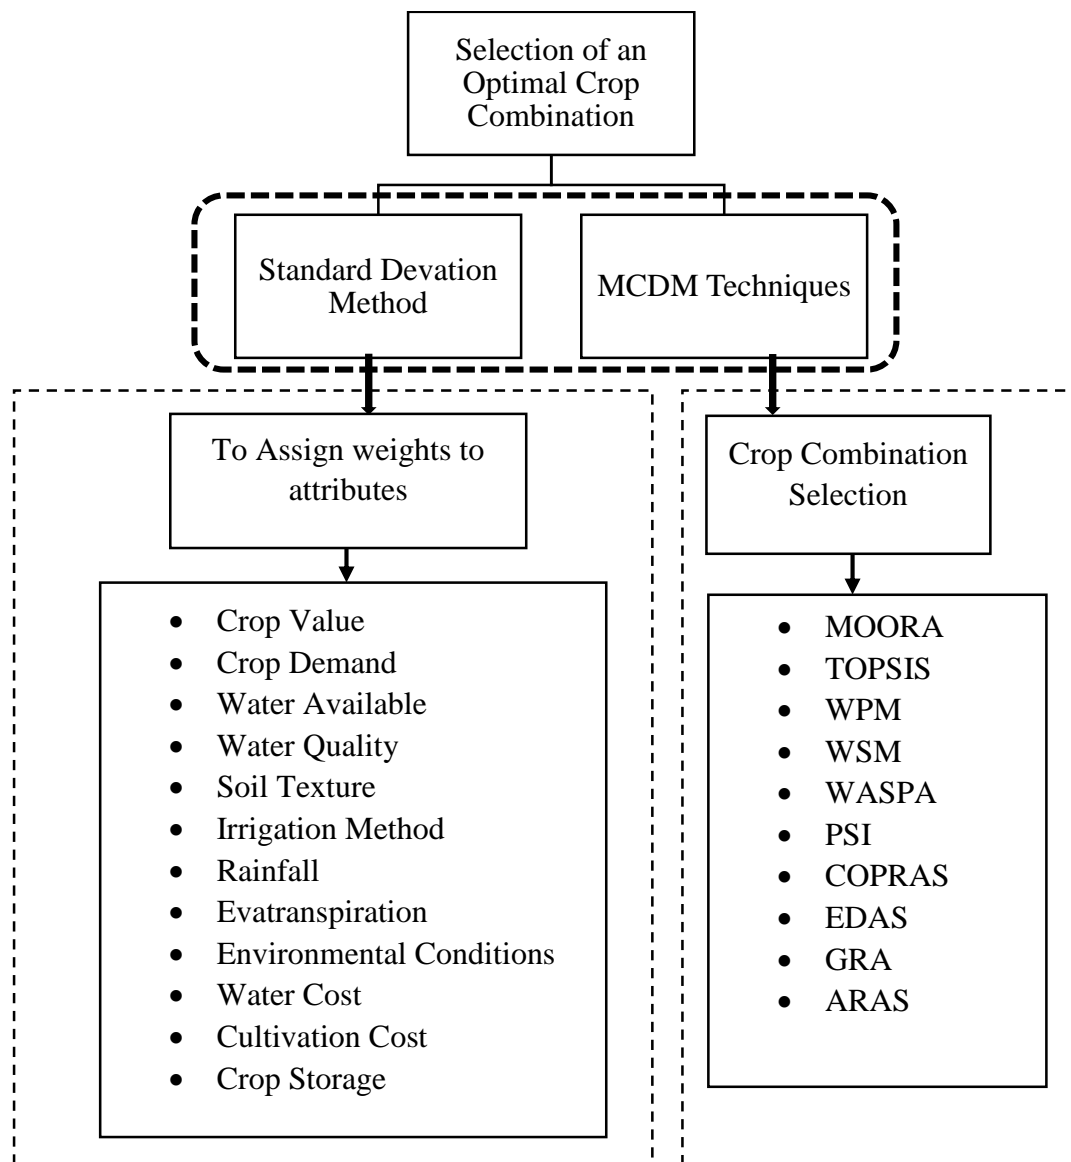 Selection of an
Optimal Crop
Combination
Standard Devation
Method
MCDM Techniques
To Assign weights to
attributes
Crop Combination
Selection
• Crop Value
• Crop Demand
• Water Available
• Water Quality
• Soil Texture
• Irrigation Method
• Rainfall
• Evatranspiration
• Environmental Conditions
• Water Cost
• Cultivation Cost
• Crop Storage
• MOORA
• TOPSIS
• WPM
• WSM
• WASPA
• PSI
• COPRAS
• EDAS
• GRA
• ARAS